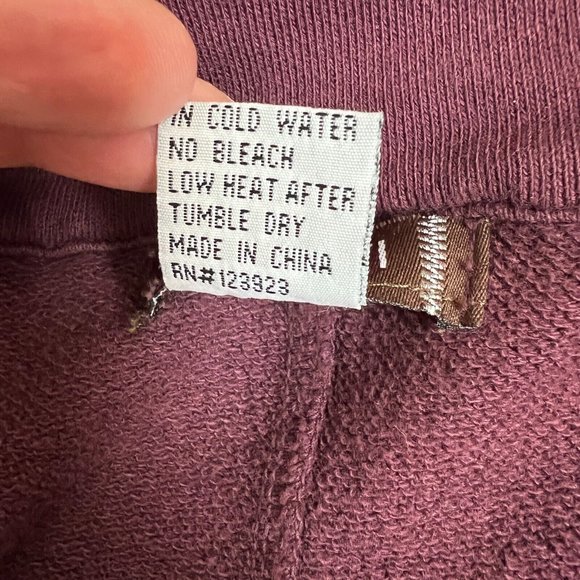 IN COLD WATER
NO BLEACH
LOW HEAT AFTER
TUMBLE DRY
MADE IN CHINA
RN#123923